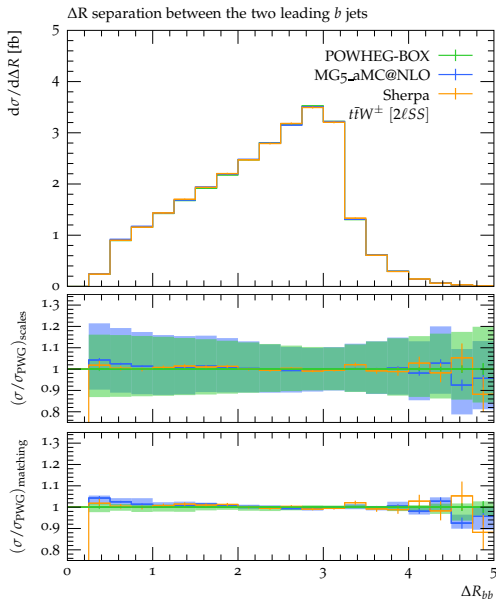 ΔR separation between the two leading b jets
dσ/dΔR [fb]
5
4
3
2
1
0
POWHEG-BOX
MG5_aMC@NLO
Sherpa
tt̄W± [2ℓSS]
(σ/σPWG)scales
1.3
1.2
1.1
1.0
0.9
0.8
(σ/σPWG)matching
1.3
1.2
1.1
1.0
0.9
0.8
0 1 2 3 4 5
ΔRbb